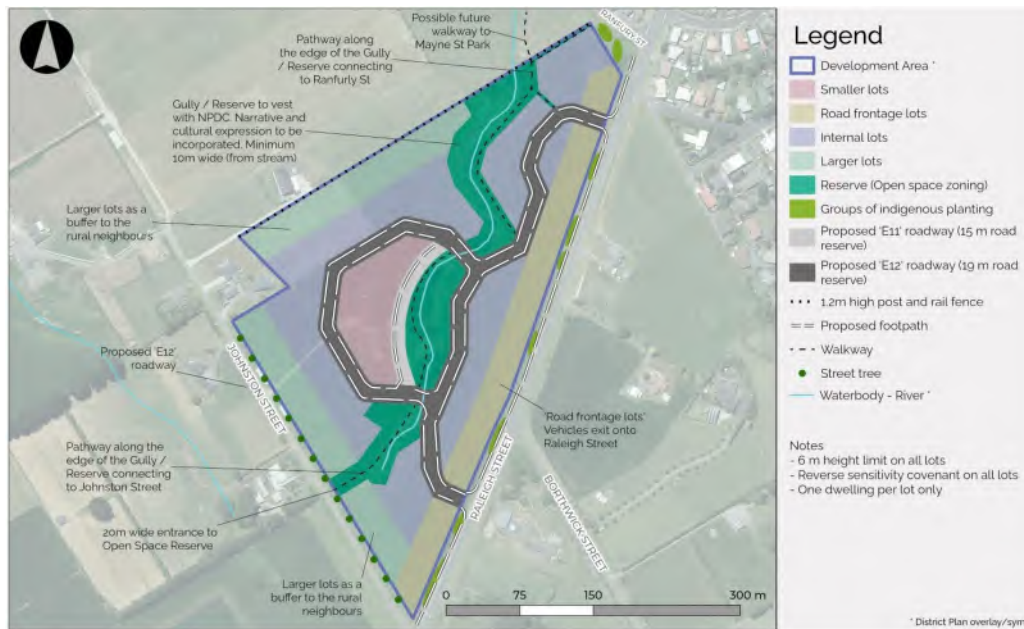 Possible future
walkway to
Mayne St Park
RANFURLY ST
Pathway along
the edge of the Gully
/ Reserve connecting
to Ranfurly St
Gully / Reserve to vest
with NPDC. Narrative and
cultural expression to be
incorporated. Minimum
10m wide (from stream)
Larger lots as a
buffer to the
rural neighbours
Proposed 'E12'
roadway
JOHNSTON STREET
Pathway along the
edge of the Gully /
Reserve connecting
to Johnston Street
20m wide entrance to
Open Space Reserve
Larger lots as a
buffer to the rural
neighbours
'Road frontage lots'
Vehicles exit onto
Raleigh Street
RALEIGH STREET
BORTHWICK STREET
0 75 150 300 m
Legend
Development Area *
Smaller lots
Road frontage lots
Internal lots
Larger lots
Reserve (Open space zoning)
Groups of indigenous planting
Proposed 'E11' roadway (15 m road
reserve)
Proposed 'E12' roadway (19 m road
reserve)
1.2m high post and rail fence
Proposed footpath
Walkway
Street tree
Waterbody - River *
Notes
- 6 m height limit on all lots
- Reverse sensitivity covenant on all lots
- One dwelling per lot only
* District Plan overlay/sym